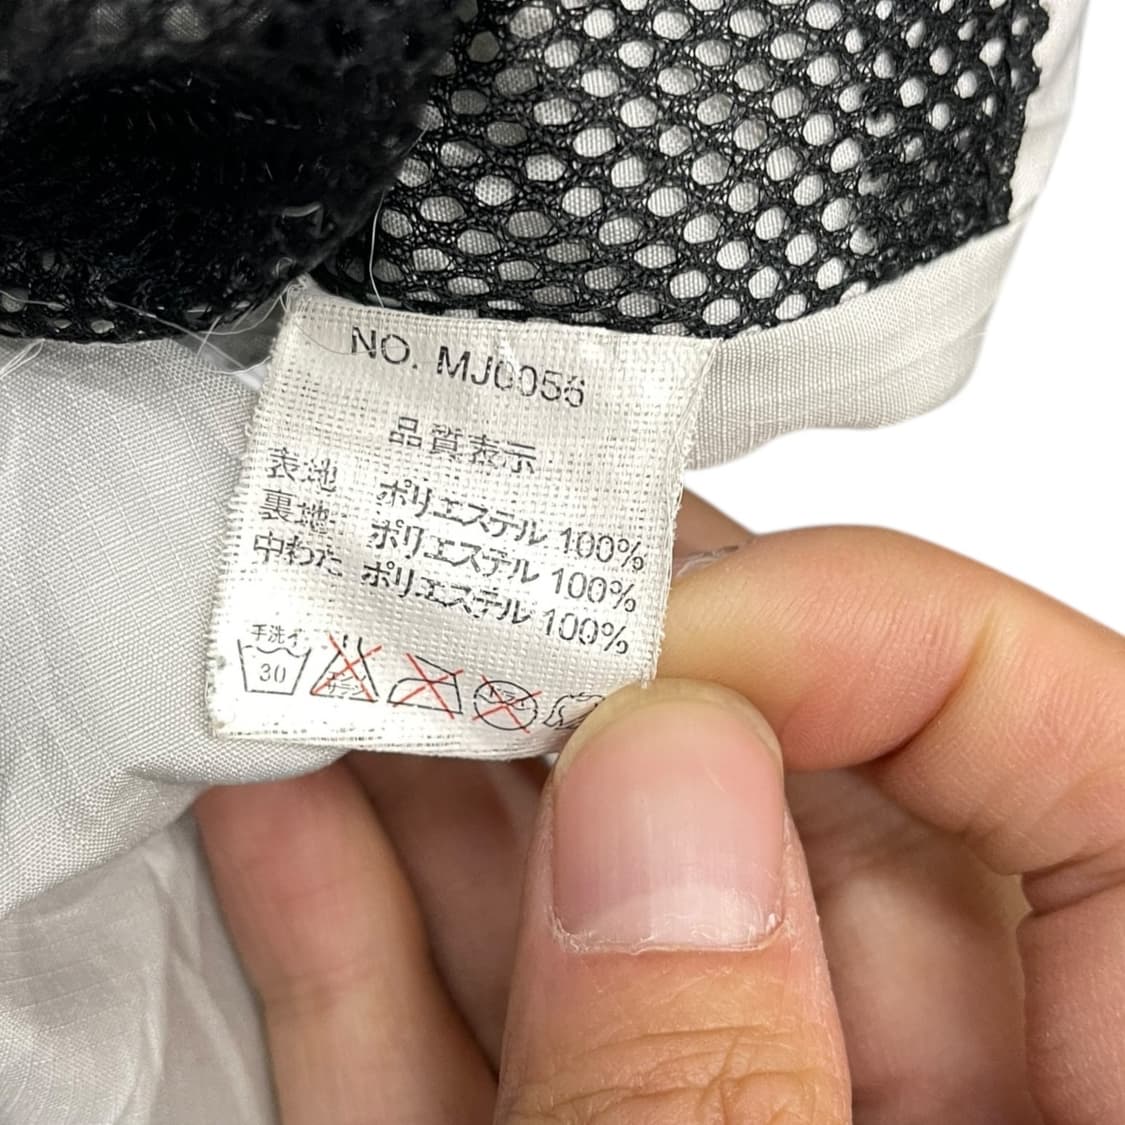 NO. MJ0056
品質表示
表地 ポリエステル 100%
裏地 ポリエステル 100%
中わた ポリエステル 100%
手洗イ
30